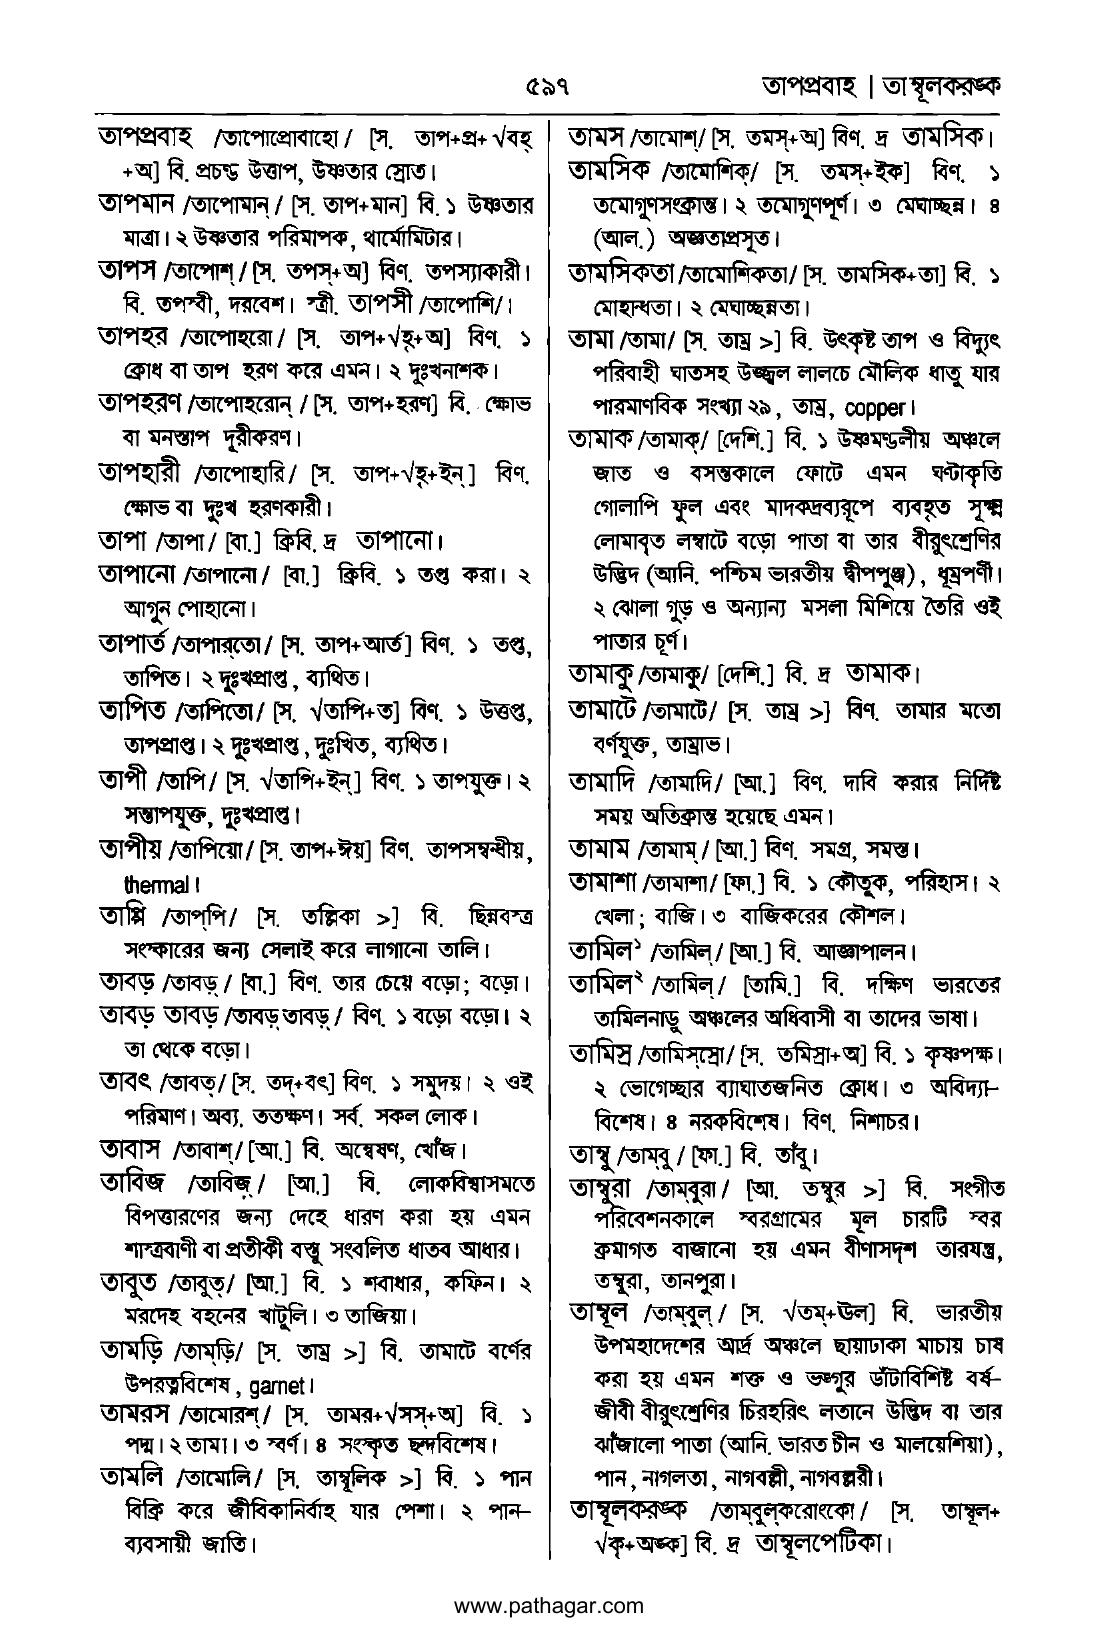 ৫৯৭
তাপপ্রবাহ | তাম্বূলকরঙ্ক
তাপপ্রবাহ /তাপোপ্রোবাহো/ [স. তাপ+প্র+√বহ্
+অ] বি. প্রচণ্ড উত্তাপ, উষ্ণতার স্রোত।
তাপমান /তাপোমান্/ [স. তাপ+মান] বি. ১ উষ্ণতার
মাত্রা। ২ উষ্ণতার পরিমাপক, থার্মোমিটার।
তাপস /তাপোশ্/ [স. তপস্+অ] বিণ. তপস্যাকারী।
বি. তপস্বী, দরবেশ। স্ত্রী. তাপসী /তাপোশি/।
তাপহর /তাপোহরো/ [স. তাপ+√হৃ+অ] বিণ. ১
ক্রোধ বা তাপ হরণ করে এমন। ২ দুঃখনাশক।
তাপহরণ /তাপোহরোন্/ [স. তাপ+হরণ] বি. ক্ষোভ
বা মনস্তাপ দূরীকরণ।
তাপহারী /তাপোহারি/ [স. তাপ+√হৃ+ইন্] বিণ.
ক্ষোভ বা দুঃখ হরণকারী।
তাপা /তাপা/ [বা.] ক্রিবি. দ্র তাপানো।
তাপানো /তাপানো/ [বা.] ক্রিবি. ১ তপ্ত করা। ২
আগুন পোহানো।
তাপার্ত /তাপার্‌তো/ [স. তাপ+আর্ত] বিণ. ১ তপ্ত,
তাপিত। ২ দুঃখপ্রাপ্ত, ব্যথিত।
তাপিত /তাপিতো/ [স. √তাপি+ত] বিণ. ১ উত্তপ্ত,
তাপপ্রাপ্ত। ২ দুঃখপ্রাপ্ত, দুঃখিত, ব্যথিত।
তাপী /তাপি/ [স. √তাপি+ইন্] বিণ. ১ তাপযুক্ত। ২
সন্তাপযুক্ত, দুঃখপ্রাপ্ত।
তাপীয় /তাপিয়ো/ [স. তাপ+ঈয়] বিণ. তাপসম্বন্ধীয়,
thermal।
তাপ্পি /তাপ্‌পি/ [স. তল্লিকা >] বি. ছিন্নবস্ত্র
সংস্কারের জন্য সেলাই করে লাগানো তালি।
তাবড় /তাবড়্/ [বা.] বিণ. তার চেয়ে বড়ো; বড়ো।
তাবড় তাবড় /তাবড়্‌তাবড়্/ বিণ. ১ বড়ো বড়ো। ২
তা থেকে বড়ো।
তাবৎ /তাবত্/ [স. তদ্+বৎ] বিণ. ১ সমুদয়। ২ ওই
পরিমাণ। অব্য. ততক্ষণ। সর্ব. সকল লোক।
তাবাস /তাবাশ্/ [আ.] বি. অন্বেষণ, খোঁজ।
তাবিজ /তাবিজ়্/ [আ.] বি. লোকবিশ্বাসমতে
বিপত্তারণের জন্য দেহে ধারণ করা হয় এমন
শাস্ত্রবাণী বা প্রতীকী বস্তু সংবলিত ধাতব আধার।
তাবুত /তাবুত্/ [আ.] বি. ১ শবাধার, কফিন। ২
মরদেহ বহনের খাটুলি। ৩ তাজিয়া।
তামড়ি /তাম্‌ড়ি/ [স. তাম্র >] বি. তামাটে বর্ণের
উপরত্নবিশেষ, garnet।
তামরস /তামোরশ্/ [স. তামর+√সস্+অ] বি. ১
পদ্ম। ২ তামা। ৩ স্বর্ণ। ৪ সংস্কৃত ছন্দবিশেষ।
তামলি /তামোলি/ [স. তাম্বূলিক >] বি. ১ পান
বিক্রি করে জীবিকানির্বাহ যার পেশা। ২ পান-
ব্যবসায়ী জাতি।
তামস /তামোশ্/ [স. তমস্+অ] বিণ. দ্র তামসিক।
তামসিক /তামোশিক্/ [স. তমস্+ইক] বিণ. ১
তমোগুণসংক্রান্ত। ২ তমোগুণপূর্ণ। ৩ মেঘাচ্ছন্ন। ৪
(আল.) অজ্ঞতাপ্রসূত।
তামসিকতা /তামোশিকতা/ [স. তামসিক+তা] বি. ১
মোহান্ধতা। ২ মেঘাচ্ছন্নতা।
তামা /তামা/ [স. তাম্র >] বি. উৎকৃষ্ট তাপ ও বিদ্যুৎ
পরিবাহী ঘাতসহ উজ্জ্বল লালচে মৌলিক ধাতু যার
পারমাণবিক সংখ্যা ২৯, তাম্র, copper।
তামাক /তামাক্/ [দেশি.] বি. ১ উষ্ণমণ্ডলীয় অঞ্চলে
জাত ও বসন্তকালে ফোটে এমন ঘণ্টাকৃতি
গোলাপি ফুল এবং মাদকদ্রব্যরূপে ব্যবহৃত সূক্ষ্ম
লোমাবৃত লম্বাটে বড়ো পাতা বা তার বীরুৎশ্রেণির
উদ্ভিদ (আনি. পশ্চিম ভারতীয় দ্বীপপুঞ্জ), ধূম্রপর্ণী।
২ ঝোলা গুড় ও অন্যান্য মসলা মিশিয়ে তৈরি ওই
পাতার চূর্ণ।
তামাকু /তামাকু/ [দেশি.] বি. দ্র তামাক।
তামাটে /তামাটে/ [স. তাম্র >] বিণ. তামার মতো
বর্ণযুক্ত, তাম্রাভ।
তামাদি /তামাদি/ [আ.] বিণ. দাবি করার নির্দিষ্ট
সময় অতিক্রান্ত হয়েছে এমন।
তামাম /তামাম্/ [আ.] বিণ. সমগ্র, সমস্ত।
তামাশা /তামাশা/ [ফা.] বি. ১ কৌতুক, পরিহাস। ২
খেলা; বাজি। ৩ বাজিকরের কৌশল।
তামিল১ /তামিল্/ [আ.] বি. আজ্ঞাপালন।
তামিল২ /তামিল্/ [তামি.] বি. দক্ষিণ ভারতের
তামিলনাড়ু অঞ্চলের অধিবাসী বা তাদের ভাষা।
তামিস্র /তামিস্‌স্রো/ [স. তমিস্রা+অ] বি. ১ কৃষ্ণপক্ষ।
২ ভোগেচ্ছার ব্যাঘাতজনিত ক্রোধ। ৩ অবিদ্যা-
বিশেষ। ৪ নরকবিশেষ। বিণ. নিশাচর।
তাম্বু /তাম্‌বু/ [ফা.] বি. তাঁবু।
তাম্বুরা /তাম্‌বুরা/ [আ. তম্বুর >] বি. সংগীত
পরিবেশনকালে স্বরগ্রামের মূল চারটি স্বর
ক্রমাগত বাজানো হয় এমন বীণাসদৃশ তারযন্ত্র,
তম্বুরা, তানপুরা।
তাম্বূল /তাম্‌বুল্/ [স. √তম্+ঊল] বি. ভারতীয়
উপমহাদেশের আর্দ্র অঞ্চলে ছায়াঢাকা মাচায় চাষ
করা হয় এমন শক্ত ও ভঙ্গুর ডাঁটাবিশিষ্ট বর্ষ-
জীবী বীরুৎশ্রেণির চিরহরিৎ লতানে উদ্ভিদ বা তার
ঝাঁজালো পাতা (আনি. ভারত চীন ও মালয়েশিয়া),
পান, নাগলতা, নাগবল্লী, নাগবল্লরী।
তাম্বূলকরঙ্ক /তাম্‌বুল্‌করোংকো/ [স. তাম্বূল+
√কৃ+অঙ্ক] বি. দ্র তাম্বূলপেটিকা।
www.pathagar.com